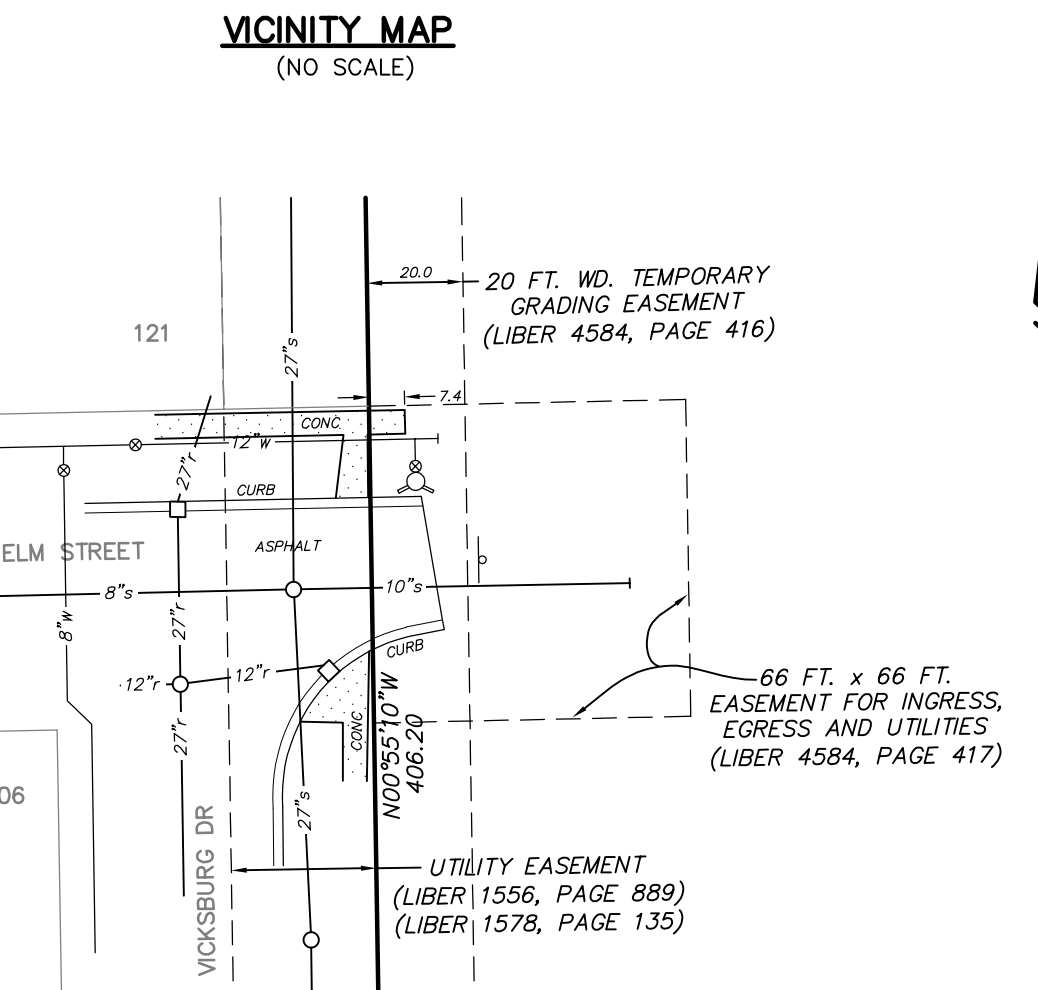 VICINITY MAP
(NO SCALE)
20.0
20 FT. WD. TEMPORARY
GRADING EASEMENT
(LIBER 4584, PAGE 416)
121
27"s
7.4
CONC
12"W
27"r
CURB
ELM STREET
ASPHALT
8"s
10"s
8"W
27"r
CURB
12"r
12"r
27"r
CONC
N00°55'10"W
406.20
66 FT. x 66 FT.
EASEMENT FOR INGRESS,
EGRESS AND UTILITIES
(LIBER 4584, PAGE 417)
06
27"s
VICKSBURG DR
UTILITY EASEMENT
(LIBER 1556, PAGE 889)
(LIBER 1578, PAGE 135)